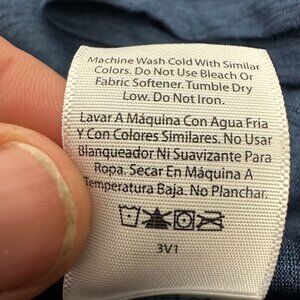 Machine Wash Cold With Similar
Colors. Do Not Use Bleach Or
Fabric Softener. Tumble Dry
Low. Do Not Iron.
Lavar A Máquina Con Agua Fría
Y Con Colores Similares. No Usar
Blanqueador Ni Suavizante Para
Ropa. Secar En Máquina A
Temperatura Baja. No Planchar.
3V1